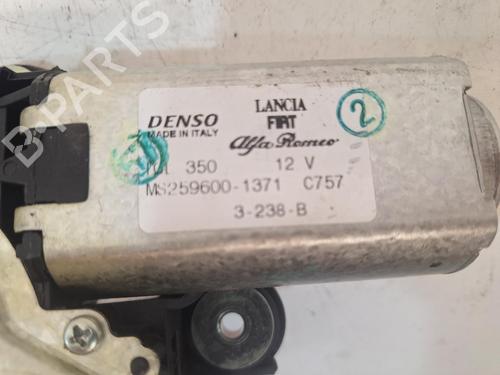 DENSO
MADE IN ITALY
LANCIA
FIAT
Alfa Romeo
350 12 V
MS259600-1371 C757
3-238-B
2
B-PARTS